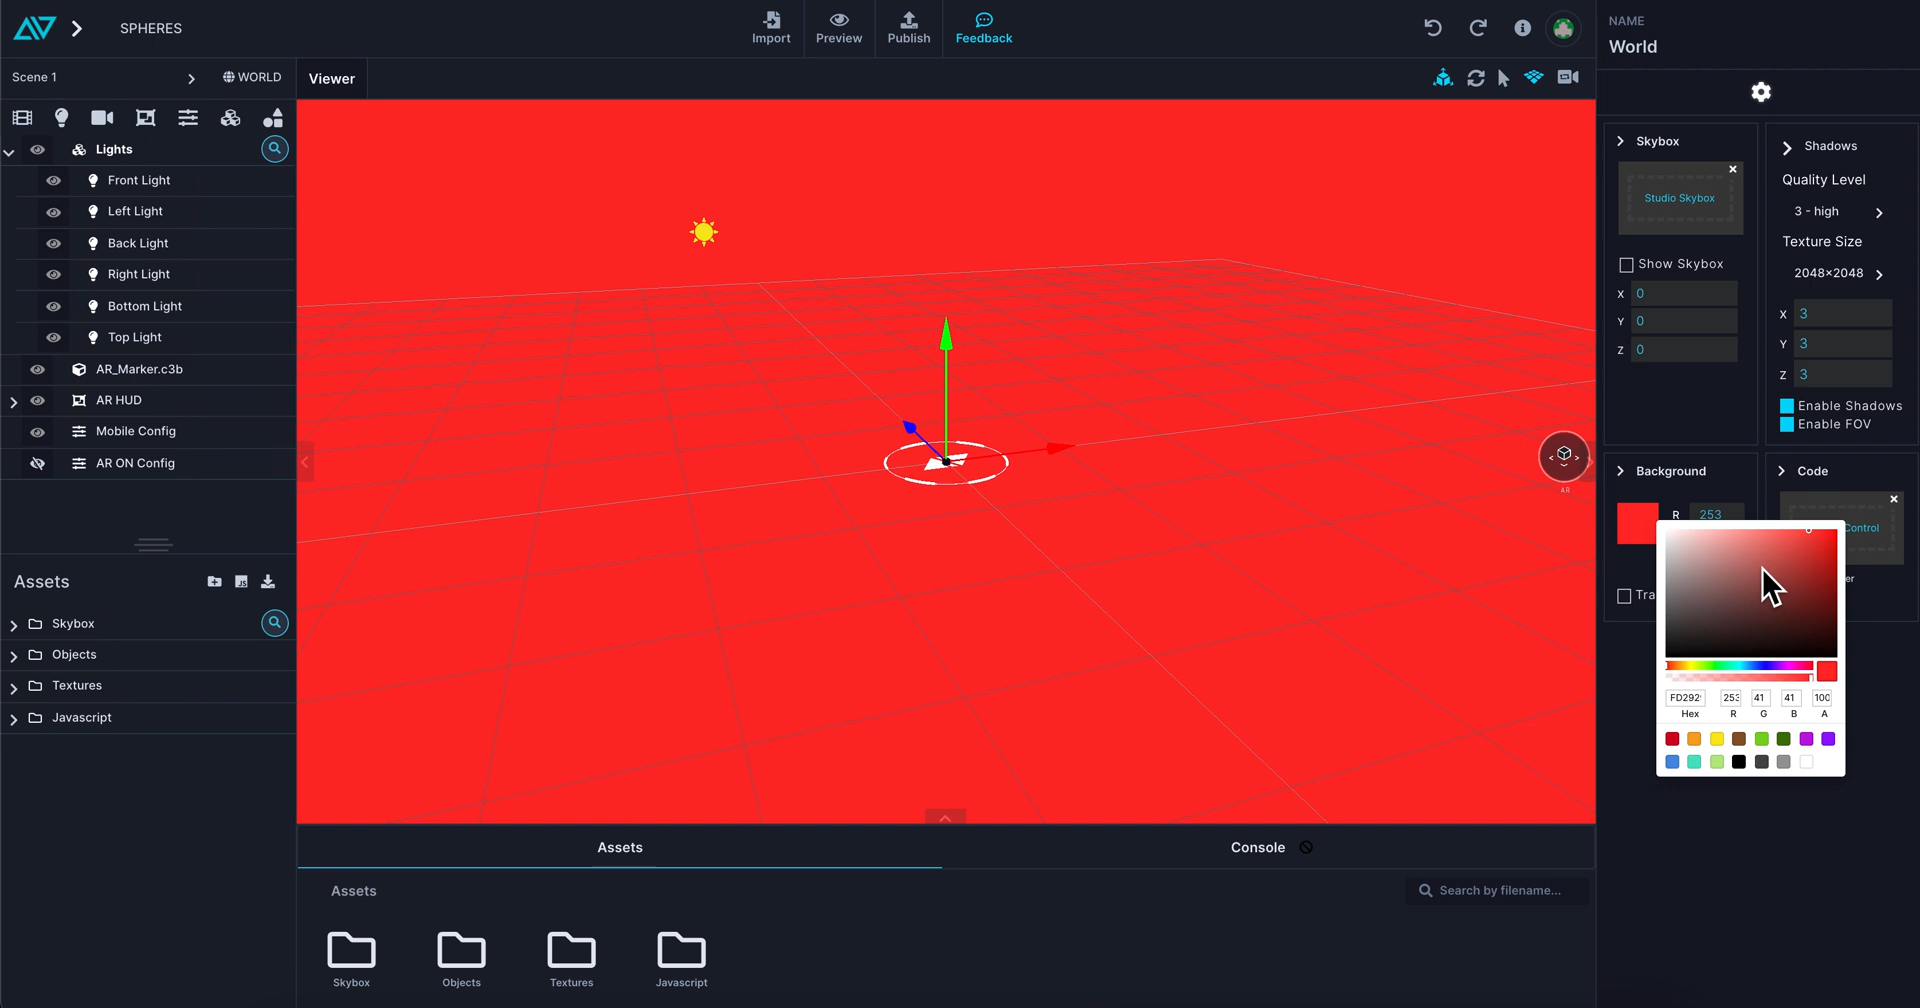 SPHERES
Import
Preview
Publish
Feedback
NAME
World
Scene 1
WORLD
Viewer
Lights
Front Light
Left Light
Back Light
Right Light
Bottom Light
Top Light
AR_Marker.c3b
AR HUD
Mobile Config
AR ON Config
Assets
Skybox
Objects
Textures
Javascript
AR
Assets
Console
Assets
Search by filename...
Skybox
Objects
Textures
Javascript
Skybox
Studio Skybox
Show Skybox
X 0
Y 0
Z 0
Shadows
Quality Level
3 - high
Texture Size
2048×2048
X 3
Y 3
Z 3
Enable Shadows
Enable FOV
Background
R 253
Tra
Code
Control
er
FD292
253
41
41
100
Hex
R
G
B
A